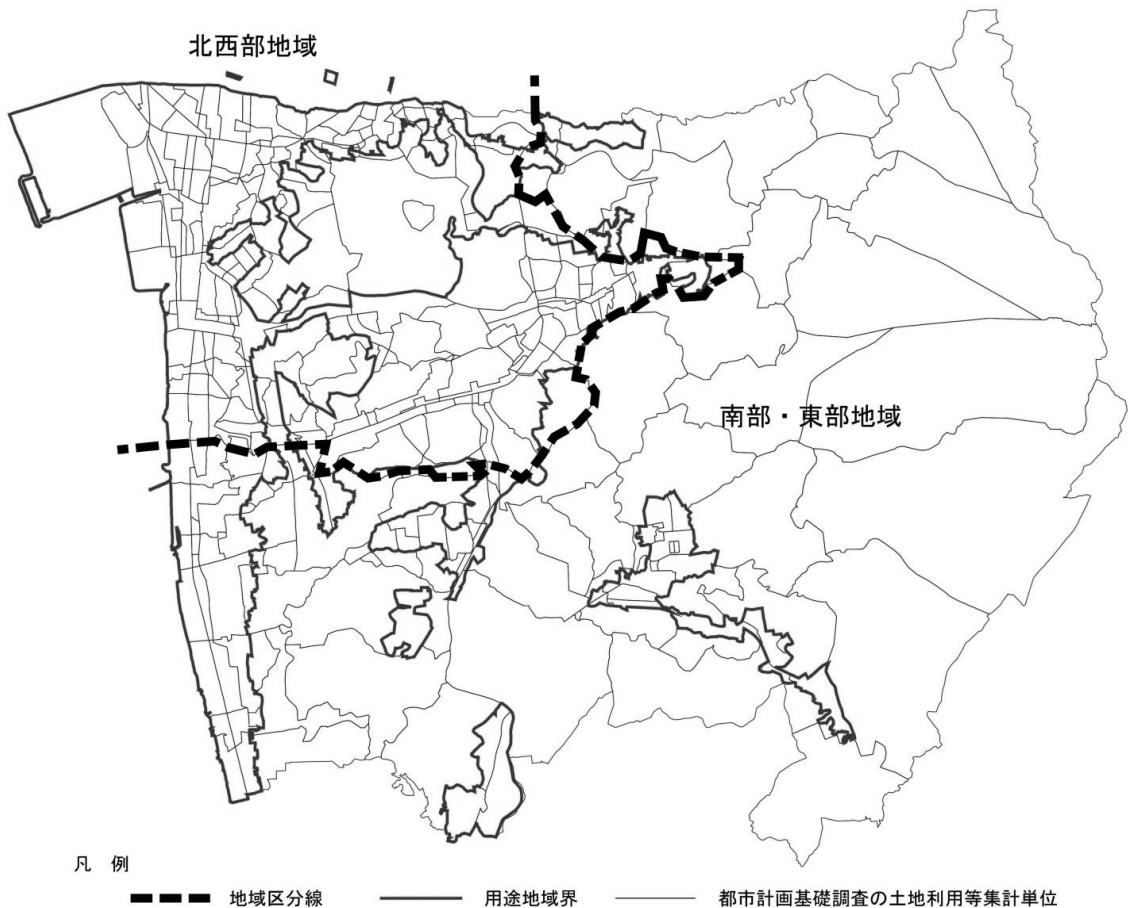 北西部地域
南部・東部地域
凡 例
地域区分線 用途地域界 都市計画基礎調査の土地利用等集計単位